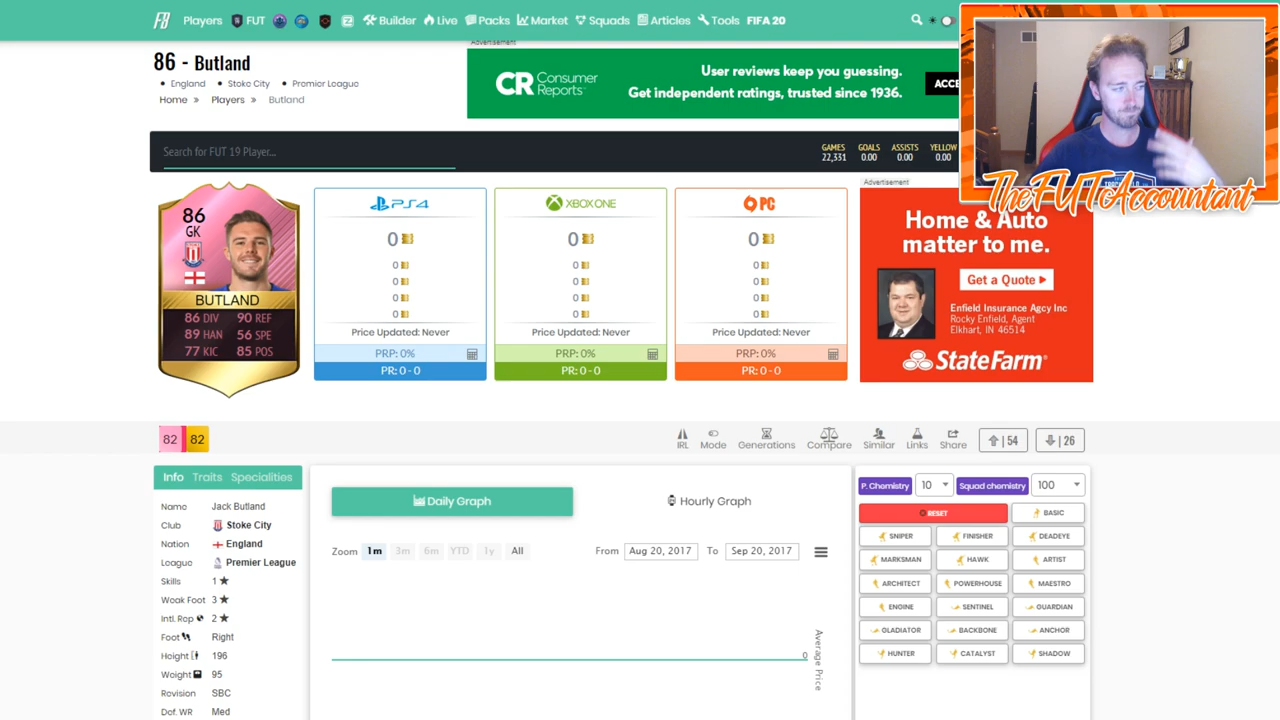 FB Players FUT Builder Live Packs Market Squads Articles Tools FIFA 20
86 - Butland
England Stoke City Premier League
Home » Players » Butland
Advertisement
CR Consumer Reports
User reviews keep you guessing.
Get independent ratings, trusted since 1936.
ACCE
Search for FUT 19 Player...
GAMES GOALS ASSISTS YELLOW
22,331 0.00 0.00 0.00
TheFUTAccountant
86
GK
BUTLAND
86 DIV 90 REF
89 HAN 56 SPE
77 KIC 85 POS
PS4
0
0
0
0
0
Price Updated: Never
PRP: 0%
PR: 0 - 0
XBOX ONE
0
0
0
0
0
Price Updated: Never
PRP: 0%
PR: 0 - 0
PC
0
0
0
0
0
Price Updated: Never
PRP: 0%
PR: 0 - 0
Advertisement
Home & Auto
matter to me.
Get a Quote
Enfield Insurance Agcy Inc
Rocky Enfield, Agent
Elkhart, IN 46514
StateFarm
82 82
IRL Mode Generations Compare Similar Links Share
| 54 | 26
Info Traits Specialities
Name Jack Butland
Club Stoke City
Nation England
League Premier League
Skills 1
Weak Foot 3
Intl. Rep 2
Foot Right
Height 196
Weight 95
Revision SBC
Def. WR Med
Daily Graph Hourly Graph
Zoom 1m 3m 6m YTD 1y All From Aug 20, 2017 To Sep 20, 2017
0
Average Price
P. Chemistry 10 Squad chemistry 100
RESET BASIC
SNIPER FINISHER DEADEYE
MARKSMAN HAWK ARTIST
ARCHITECT POWERHOUSE MAESTRO
ENGINE SENTINEL GUARDIAN
GLADIATOR BACKBONE ANCHOR
HUNTER CATALYST SHADOW